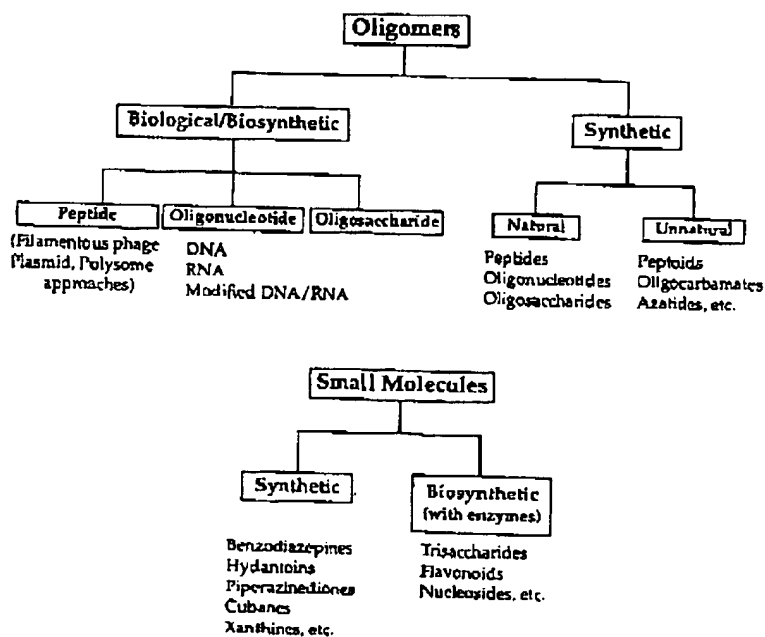 Oligomers
Biological/Biosynthetic
Synthetic
Peptide
Oligonucleotide
Oligosaccharide
Natural
Unnatural
(Filamentous phage
Plasmid, Polysome
approaches)
DNA
RNA
Modified DNA/RNA
Peptides
Oligonucleotides
Oligosaccharides
Peptoids
Oligocarbamates
Azatides, etc.
Small Molecules
Synthetic
Biosynthetic
(with enzymes)
Benzodiazepines
Hydantoins
Piperazinediones
Cubanes
Xanthines, etc.
Trisaccharides
Flavonoids
Nucleosides, etc.